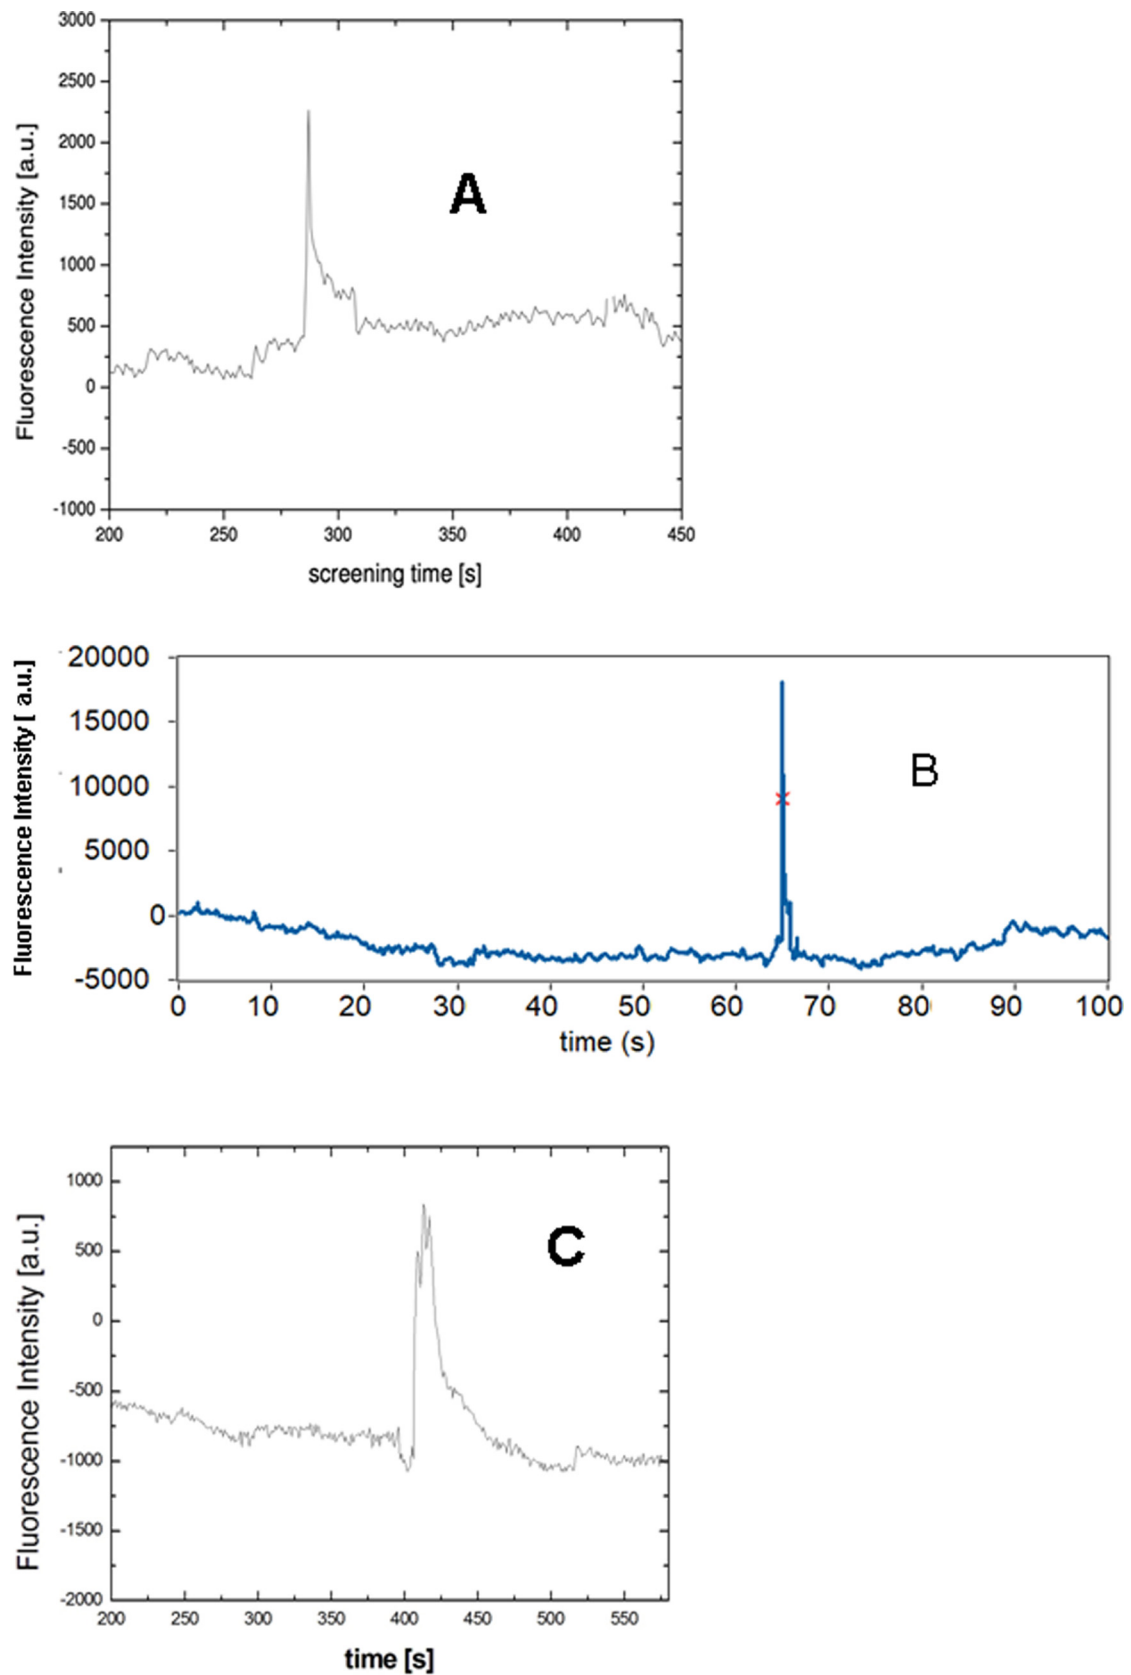 3000
2500
2000
1500
1000
500
0
-500
-1000
Fluorescence Intensity [a.u.]
A
200 250 300 350 400 450
screening time [s]
20000
15000
10000
5000
0
-5000
Fluorescence Intensity [ a.u.]
B
0 10 20 30 40 50 60 70 80 90 100
time (s)
1000
500
0
-500
-1000
-1500
-2000
Fluorescence Intensity [a.u.]
C
200 250 300 350 400 450 500 550
time [s]